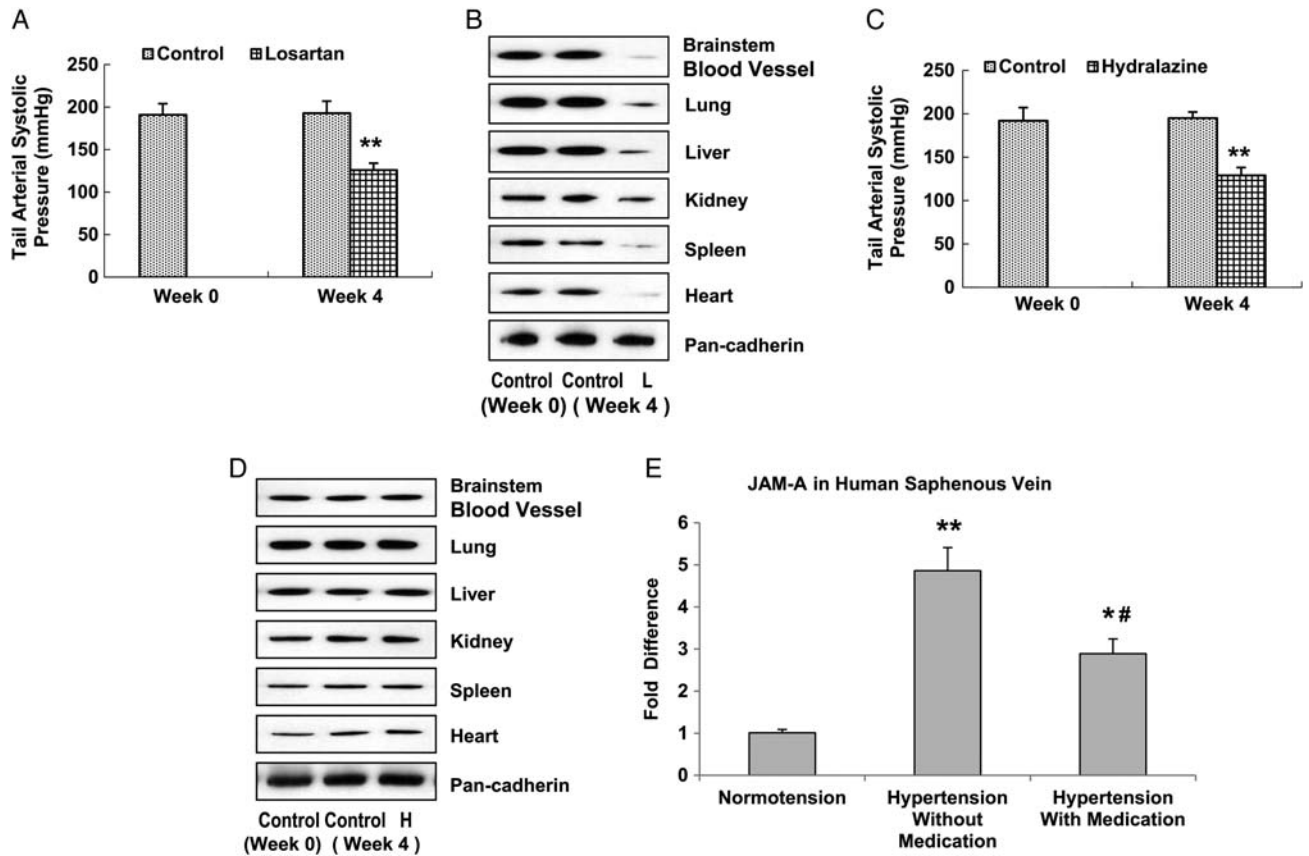 A
Control Losartan
Tail Arterial Systolic
Pressure (mmHg)
250
200
150
100
50
0
**
Week 0 Week 4
B
Brainstem
Blood Vessel
Lung
Liver
Kidney
Spleen
Heart
Pan-cadherin
Control Control L
(Week 0) ( Week 4 )
C
Control Hydralazine
Tail Arterial Systolic
Pressure (mmHg)
250
200
150
100
50
0
**
Week 0 Week 4
D
Brainstem
Blood Vessel
Lung
Liver
Kidney
Spleen
Heart
Pan-cadherin
Control Control H
(Week 0) ( Week 4 )
E
JAM-A in Human Saphenous Vein
Fold Difference
6
5
4
3
2
1
0
**
*#
Normotension
Hypertension
Without
Medication
Hypertension
With Medication